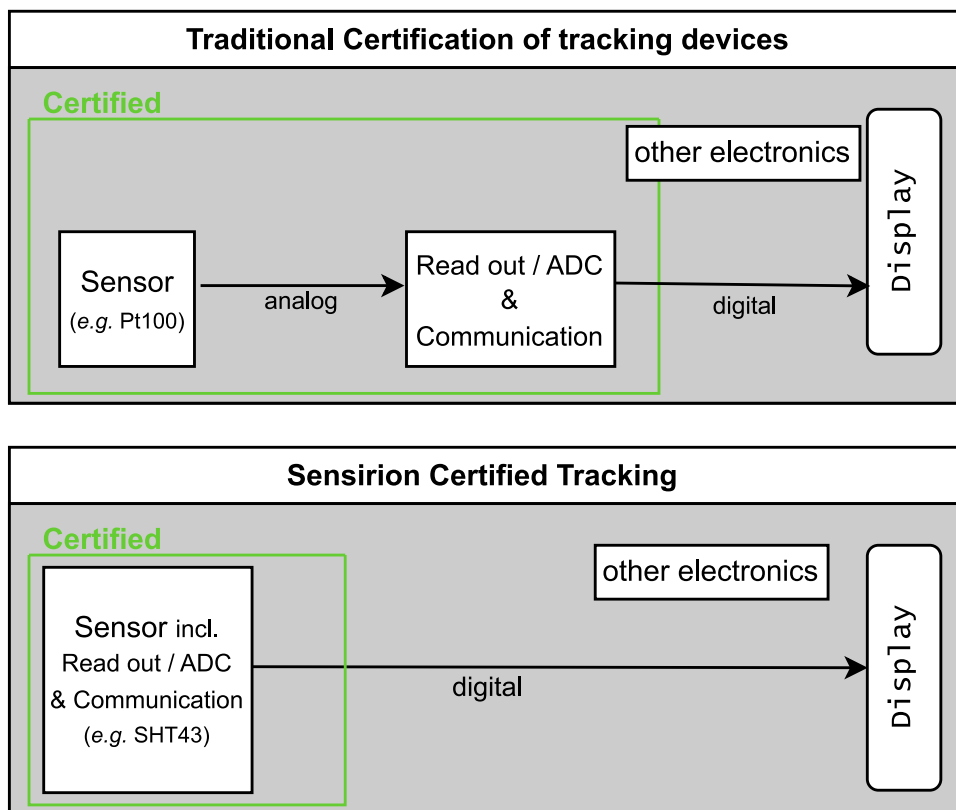 Traditional Certification of tracking devices
Certified
other electronics
Display
Sensor
(e.g. Pt100)
analog
Read out / ADC
&
Communication
digital
Sensirion Certified Tracking
Certified
other electronics
Display
Sensor incl.
Read out / ADC
& Communication
(e.g. SHT43)
digital